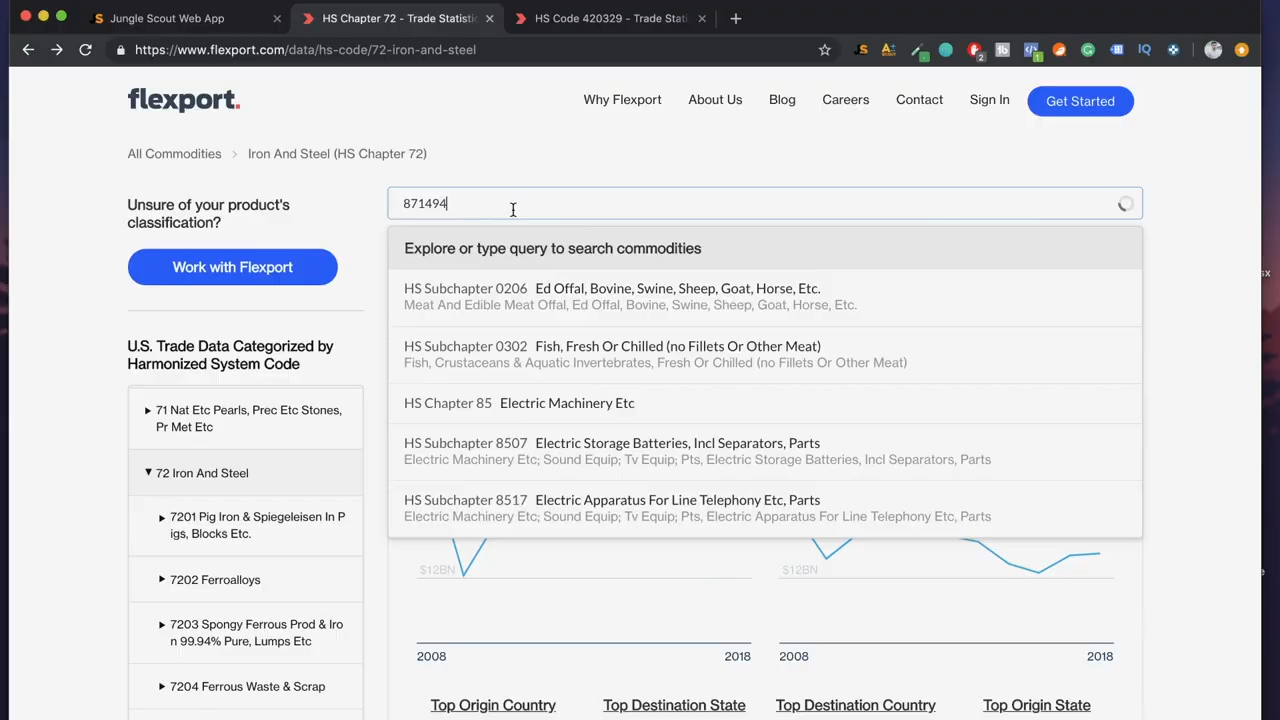 Jungle Scout Web App
HS Chapter 72 - Trade Statistic
HS Code 420329 - Trade Stati
https://www.flexport.com/data/hs-code/72-iron-and-steel
flexport.
Why Flexport
About Us
Blog
Careers
Contact
Sign In
Get Started
All Commodities > Iron And Steel (HS Chapter 72)
Unsure of your product's
classification?
Work with Flexport
871494
Explore or type query to search commodities
HS Subchapter 0206 Ed Offal, Bovine, Swine, Sheep, Goat, Horse, Etc.
Meat And Edible Meat Offal, Ed Offal, Bovine, Swine, Sheep, Goat, Horse, Etc.
HS Subchapter 0302 Fish, Fresh Or Chilled (no Fillets Or Other Meat)
Fish, Crustaceans & Aquatic Invertebrates, Fresh Or Chilled (no Fillets Or Other Meat)
HS Chapter 85 Electric Machinery Etc
HS Subchapter 8507 Electric Storage Batteries, Incl Separators, Parts
Electric Machinery Etc; Sound Equip; Tv Equip; Pts, Electric Storage Batteries, Incl Separators, Parts
HS Subchapter 8517 Electric Apparatus For Line Telephony Etc, Parts
Electric Machinery Etc; Sound Equip; Tv Equip; Pts, Electric Apparatus For Line Telephony Etc, Parts
U.S. Trade Data Categorized by
Harmonized System Code
71 Nat Etc Pearls, Prec Etc Stones,
Pr Met Etc
72 Iron And Steel
7201 Pig Iron & Spiegeleisen In P
igs, Blocks Etc.
7202 Ferroalloys
7203 Spongy Ferrous Prod & Iro
n 99.94% Pure, Lumps Etc
7204 Ferrous Waste & Scrap
$12BN
$12BN
2008
2018
2008
2018
Top Origin Country
Top Destination State
Top Destination Country
Top Origin State